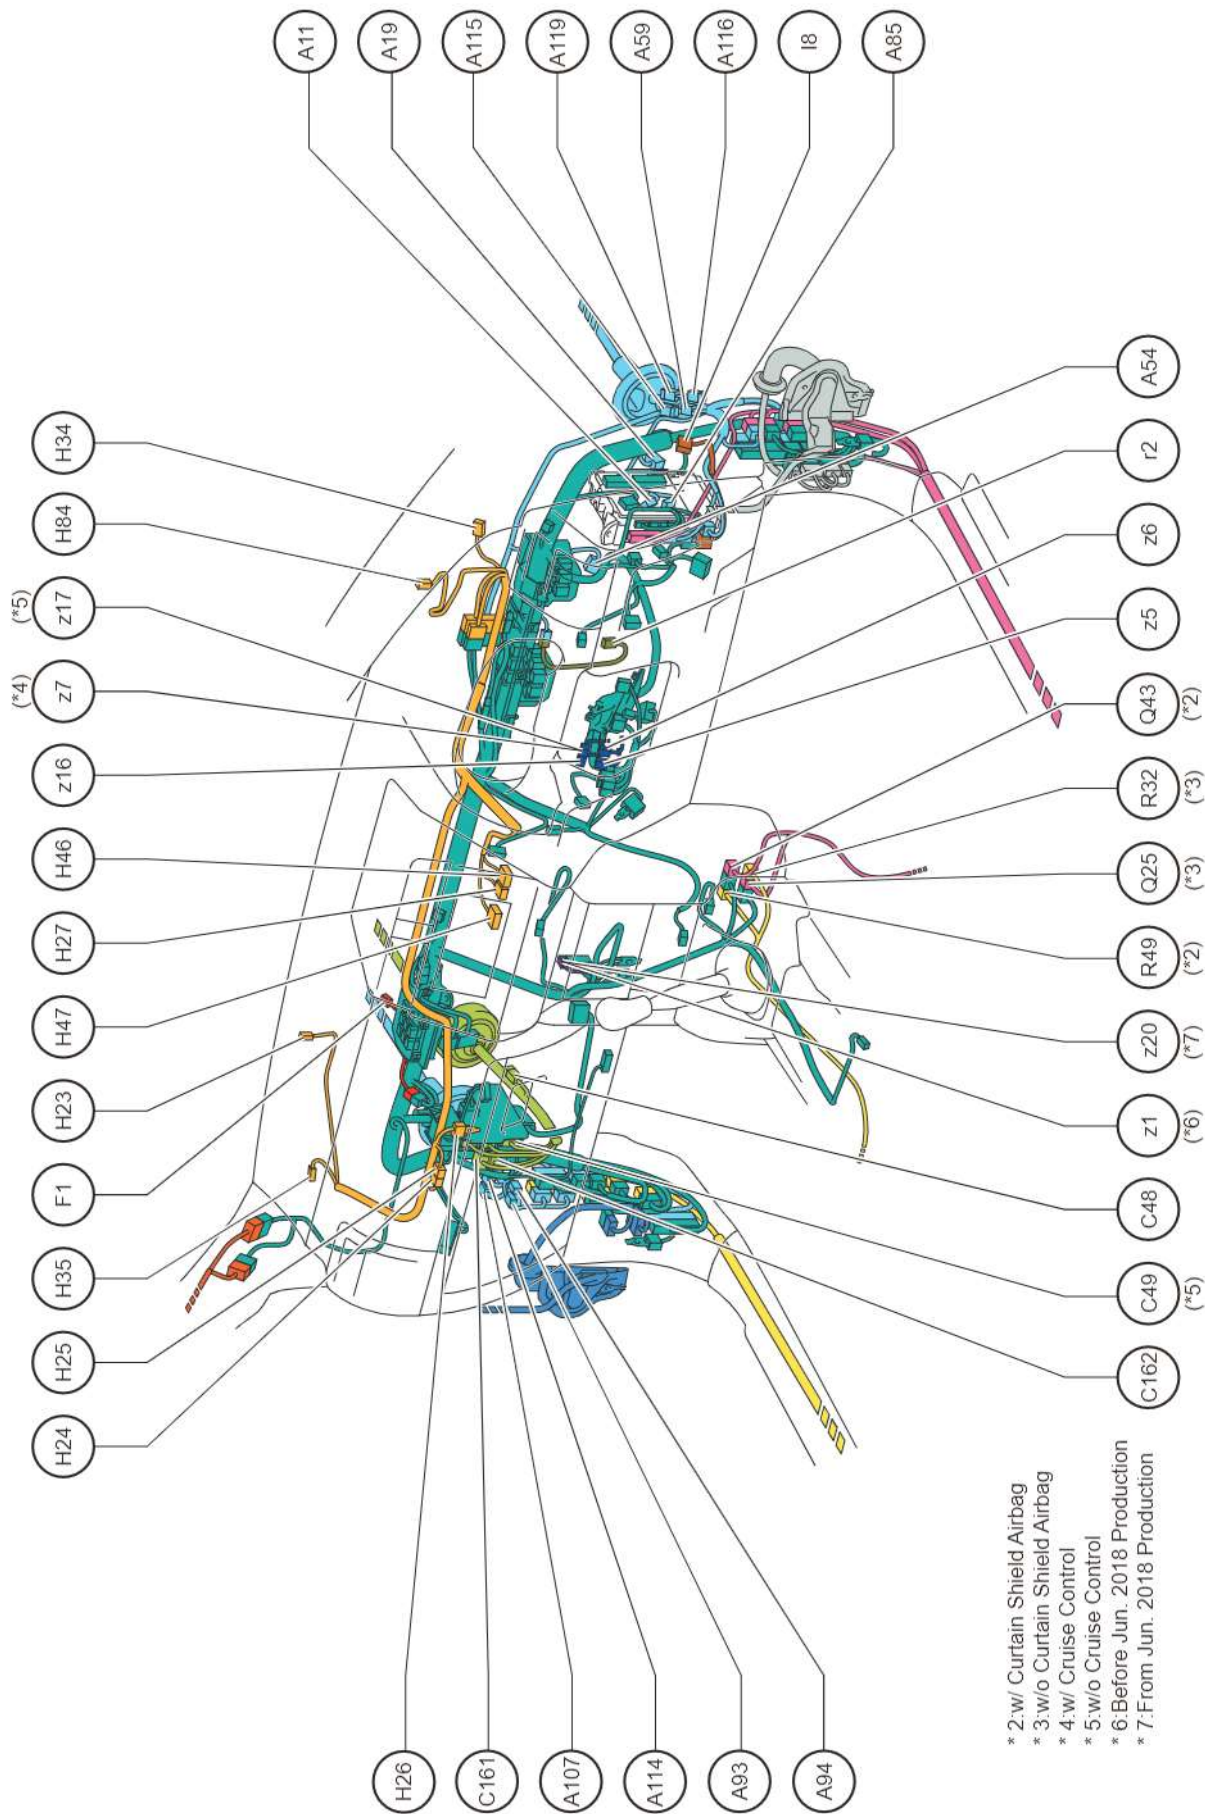 (*4)
(*5)
H24
H25
H35
F1
H23
H47
H27
H46
z16
z7
z17
H84
H34
A11
A19
A115
A119
A59
A116
I8
A85
H26
C161
A107
A114
A93
A94
* 2:w/ Curtain Shield Airbag
* 3:w/o Curtain Shield Airbag
* 4:w/ Cruise Control
* 5:w/o Cruise Control
* 6:Before Jun. 2018 Production
* 7:From Jun. 2018 Production
C162
C49
C48
z1
z20
R49
Q25
R32
Q43
z5
z6
r2
A54
(*5)
(*6)
(*7)
(*2)
(*3)
(*3)
(*2)